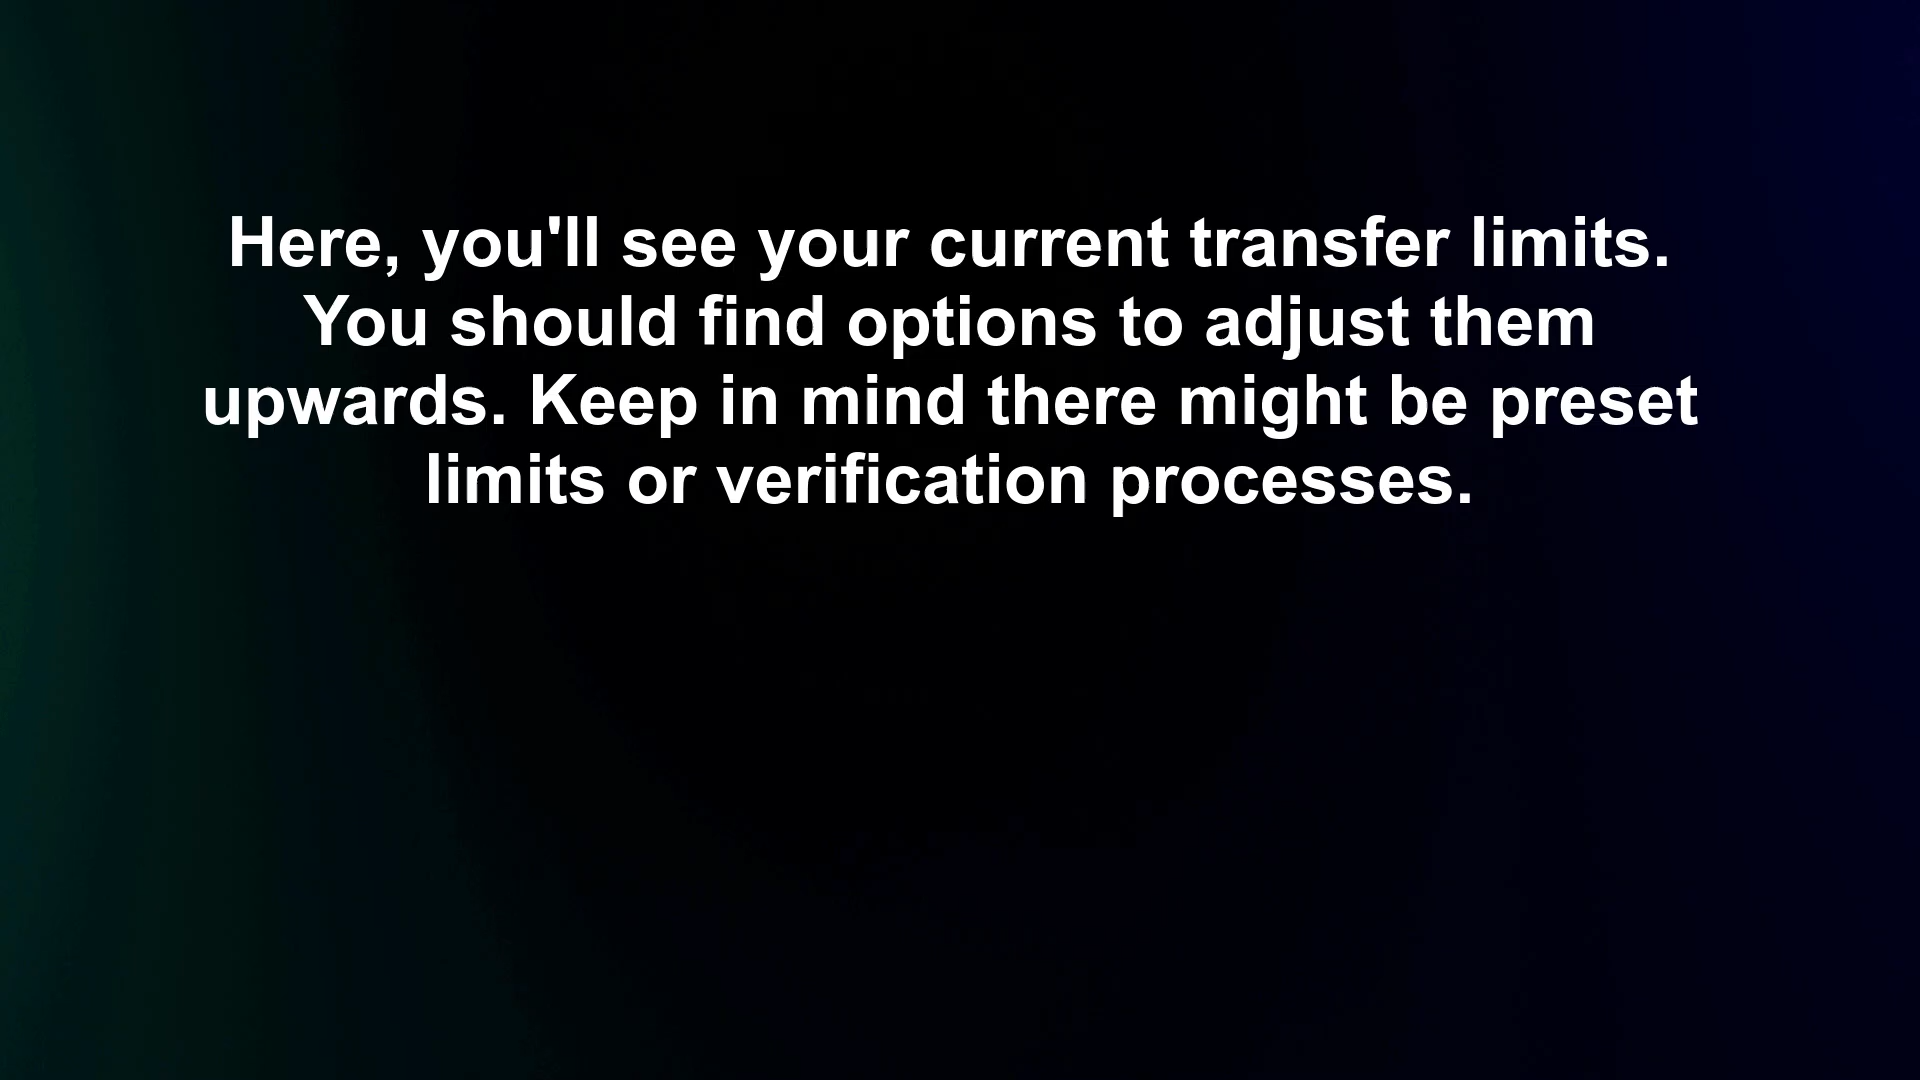 Here, you'll see your current transfer limits.
You should find options to adjust them
upwards. Keep in mind there might be preset
limits or verification processes.